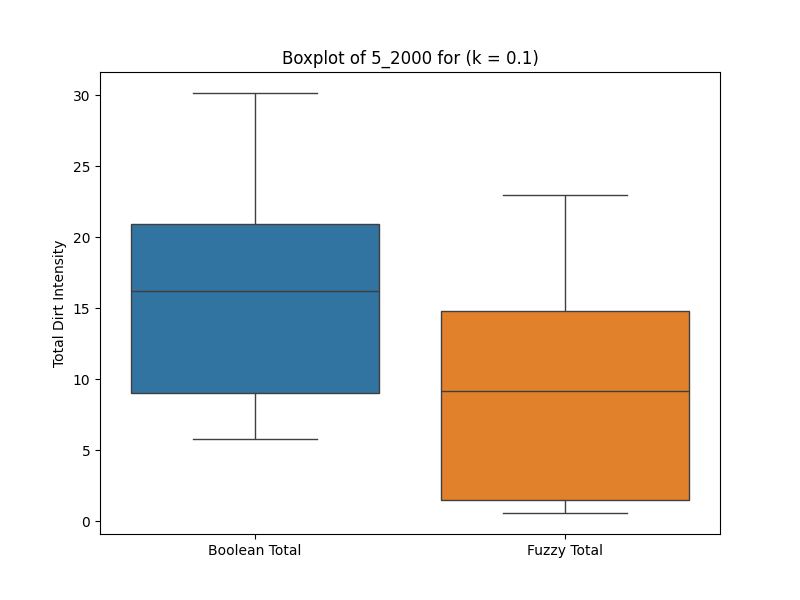 Boxplot of 5_2000 for (k = 0.1)
Total Dirt Intensity
30
25
20
15
10
5
0
Boolean Total
Fuzzy Total